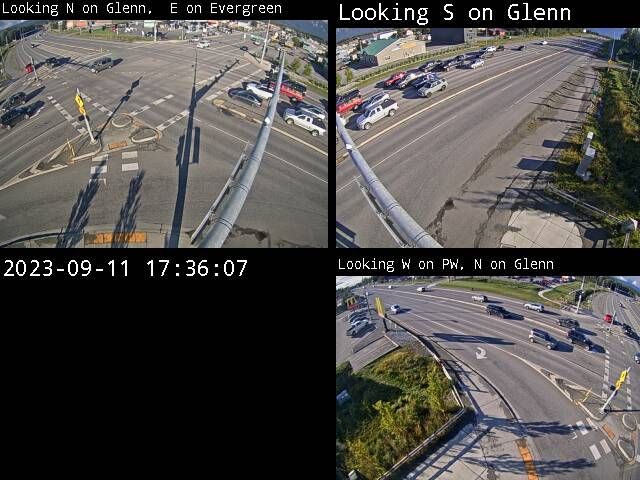 Looking N on Glenn, E on Evergreen
Looking S on Glenn
2023-09-11 17:36:07
Looking W on PW, N on Glenn